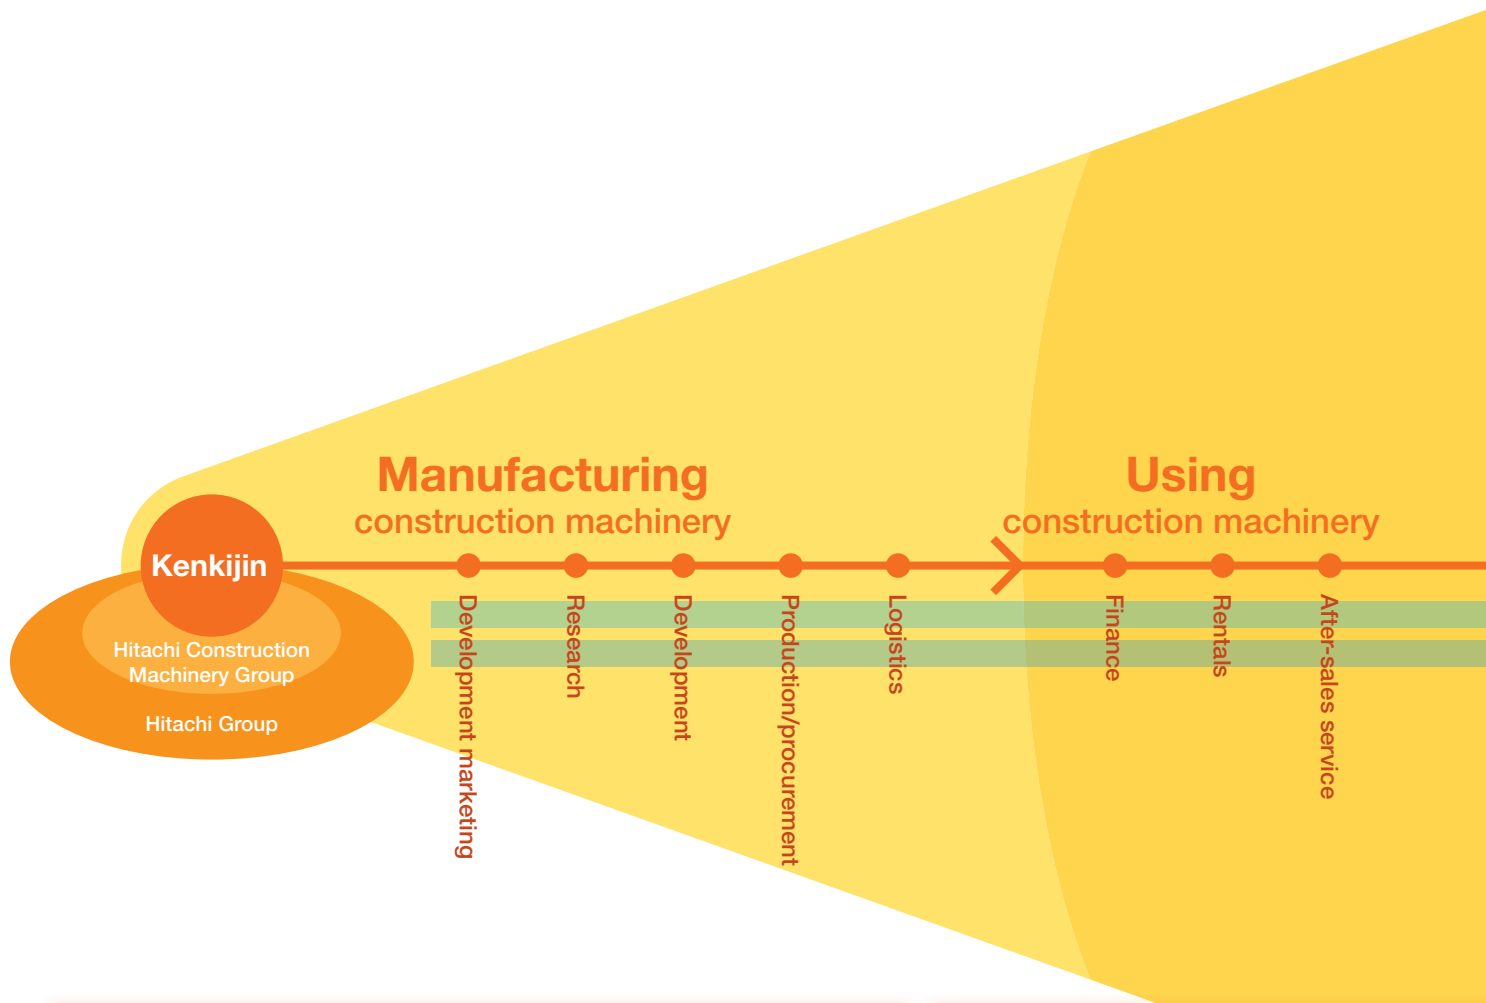 Manufacturing
construction machinery
Using
construction machinery
Kenkijin
Hitachi Construction
Machinery Group
Hitachi Group
Development marketing
Research
Development
Production/procurement
Logistics
Finance
Rentals
After-sales service